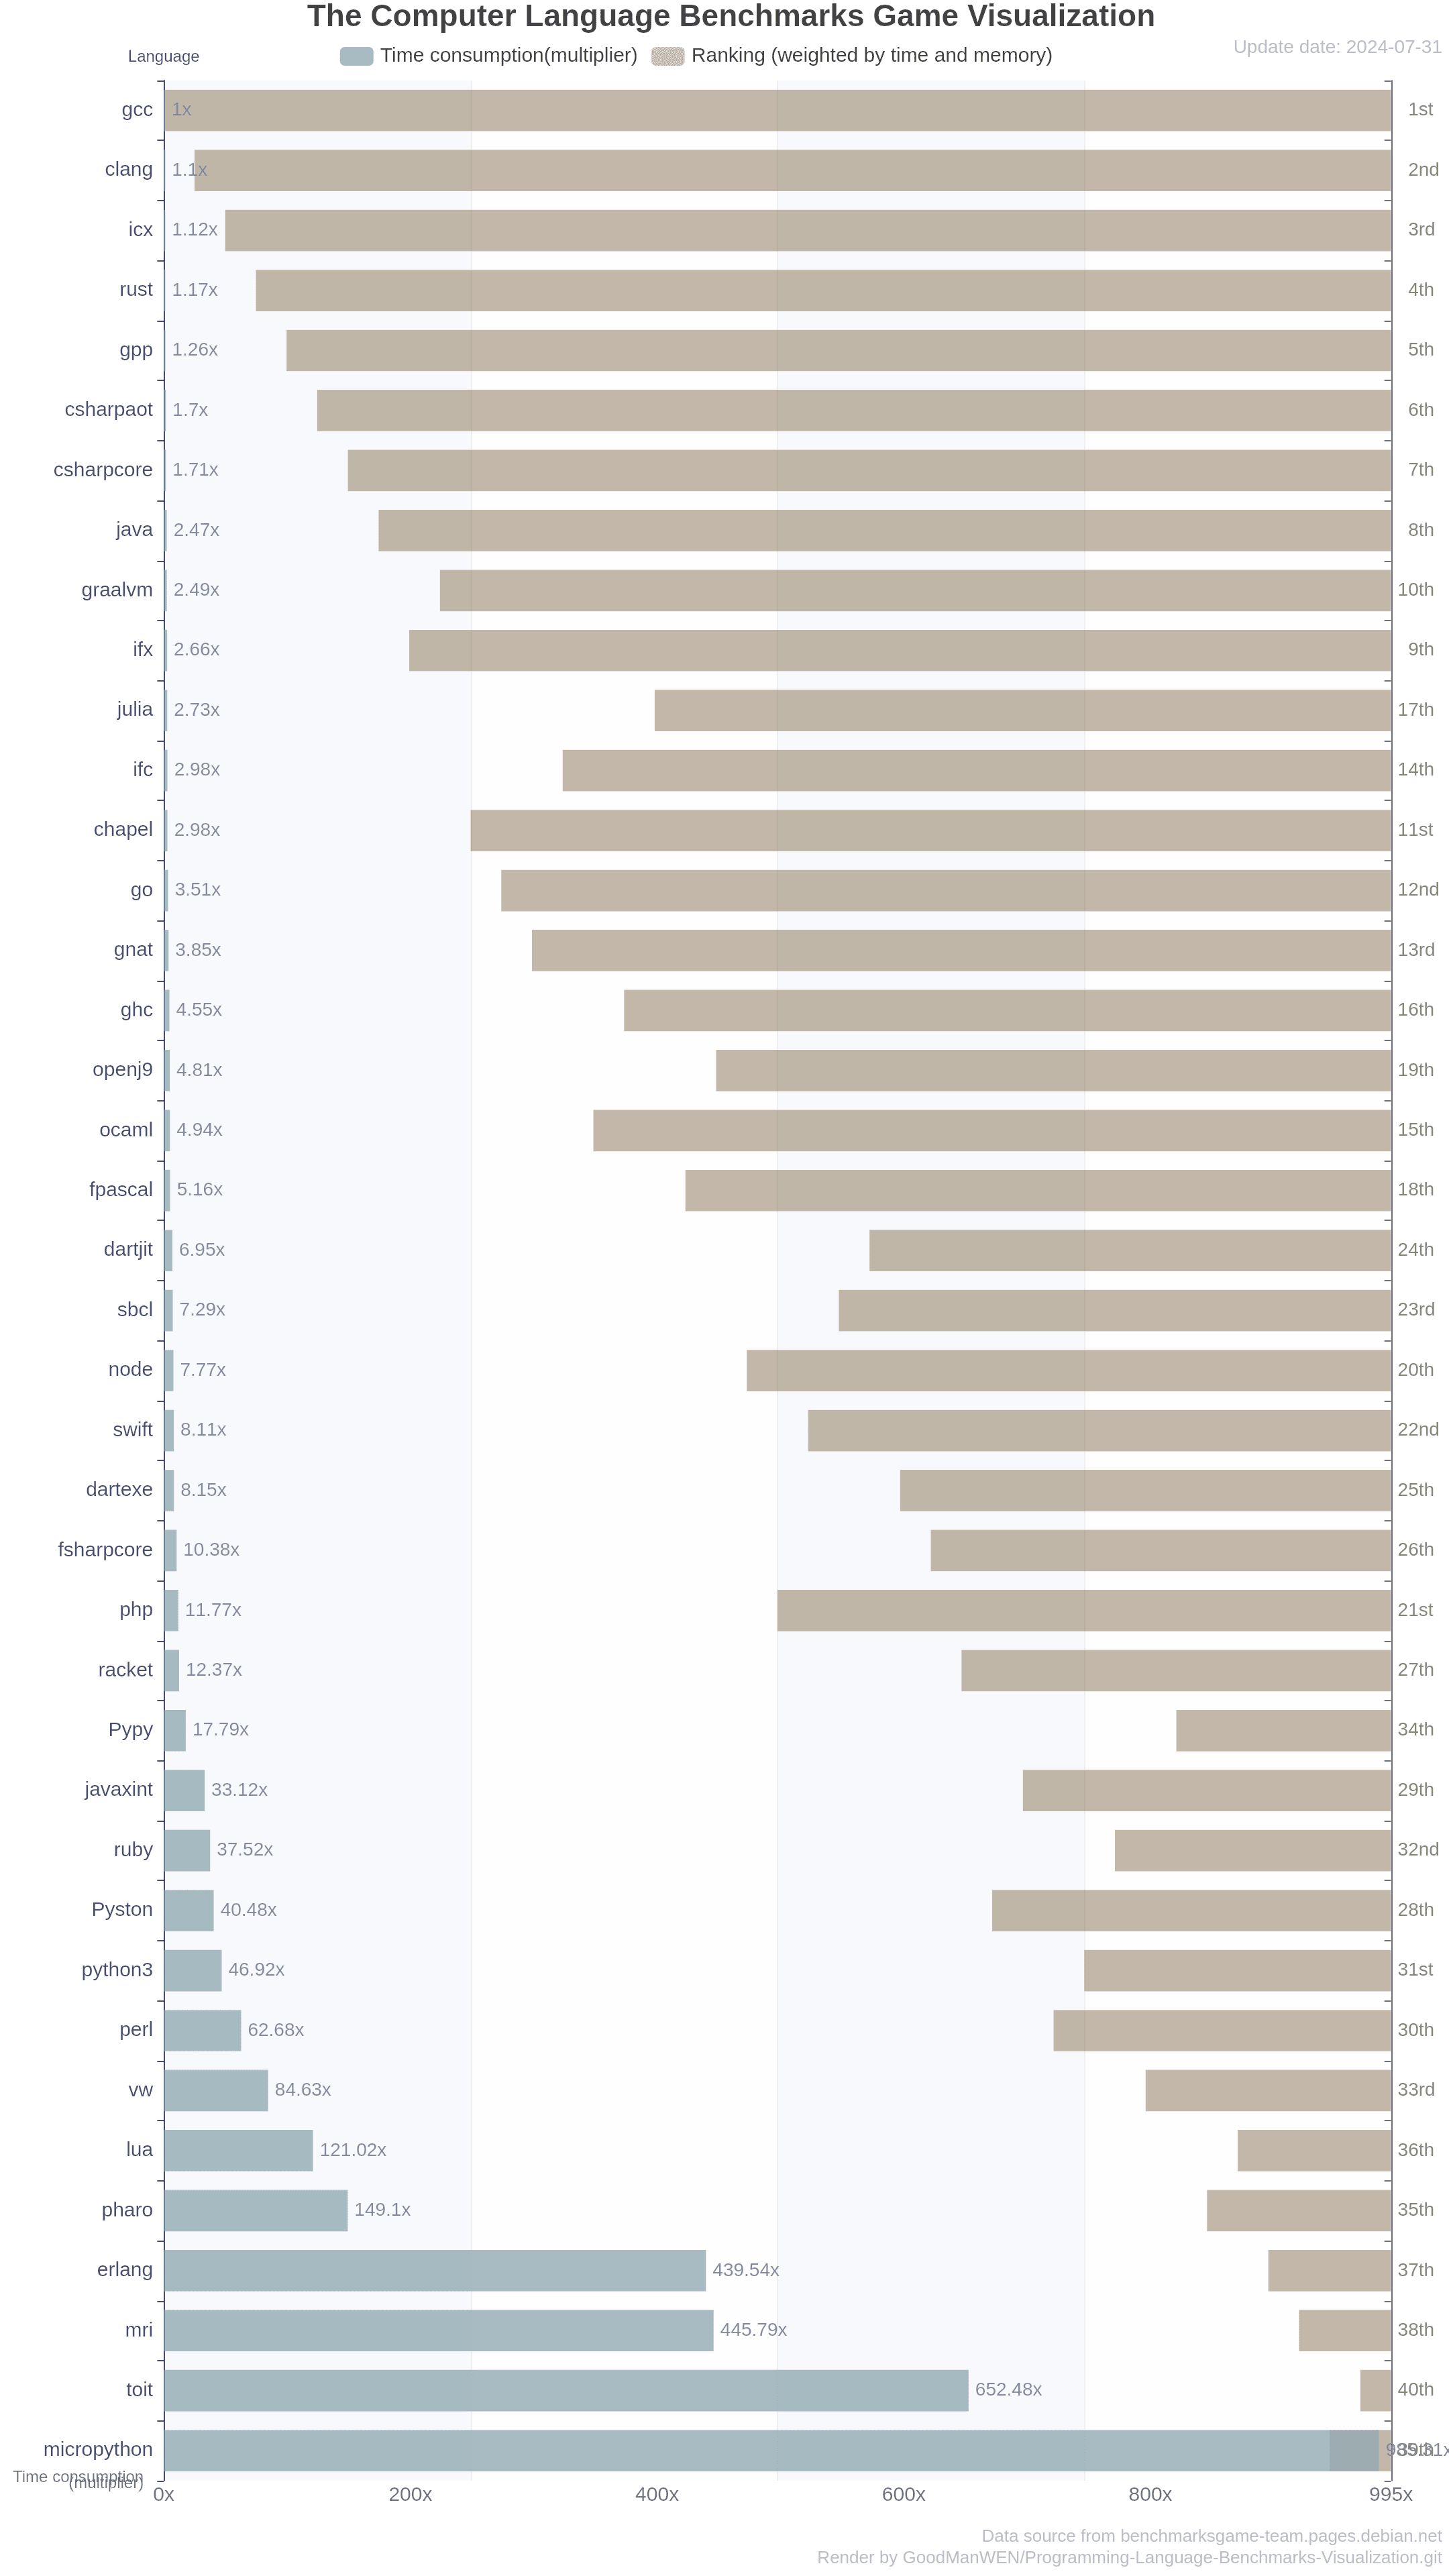 The Computer Language Benchmarks Game Visualization
Language
Time consumption(multiplier)
Ranking (weighted by time and memory)
Update date: 2024-07-31
gcc 1x 1st
clang 1.1x 2nd
icx 1.12x 3rd
rust 1.17x 4th
gpp 1.26x 5th
csharpaot 1.7x 6th
csharpcore 1.71x 7th
java 2.47x 8th
graalvm 2.49x 10th
ifx 2.66x 9th
julia 2.73x 17th
ifc 2.98x 14th
chapel 2.98x 11st
go 3.51x 12nd
gnat 3.85x 13rd
ghc 4.55x 16th
openj9 4.81x 19th
ocaml 4.94x 15th
fpascal 5.16x 18th
dartjit 6.95x 24th
sbcl 7.29x 23rd
node 7.77x 20th
swift 8.11x 22nd
dartexe 8.15x 25th
fsharpcore 10.38x 26th
php 11.77x 21st
racket 12.37x 27th
Pypy 17.79x 34th
javaxint 33.12x 29th
ruby 37.52x 32nd
Pyston 40.48x 28th
python3 46.92x 31st
perl 62.68x 30th
vw 84.63x 33rd
lua 121.02x 36th
pharo 149.1x 35th
erlang 439.54x 37th
mri 445.79x 38th
toit 652.48x 40th
micropython
Time consumption
(multiplier)
0x 200x 400x 600x 800x 995x
Data source from benchmarksgame-team.pages.debian.net
Render by GoodManWEN/Programming-Language-Benchmarks-Visualization.git